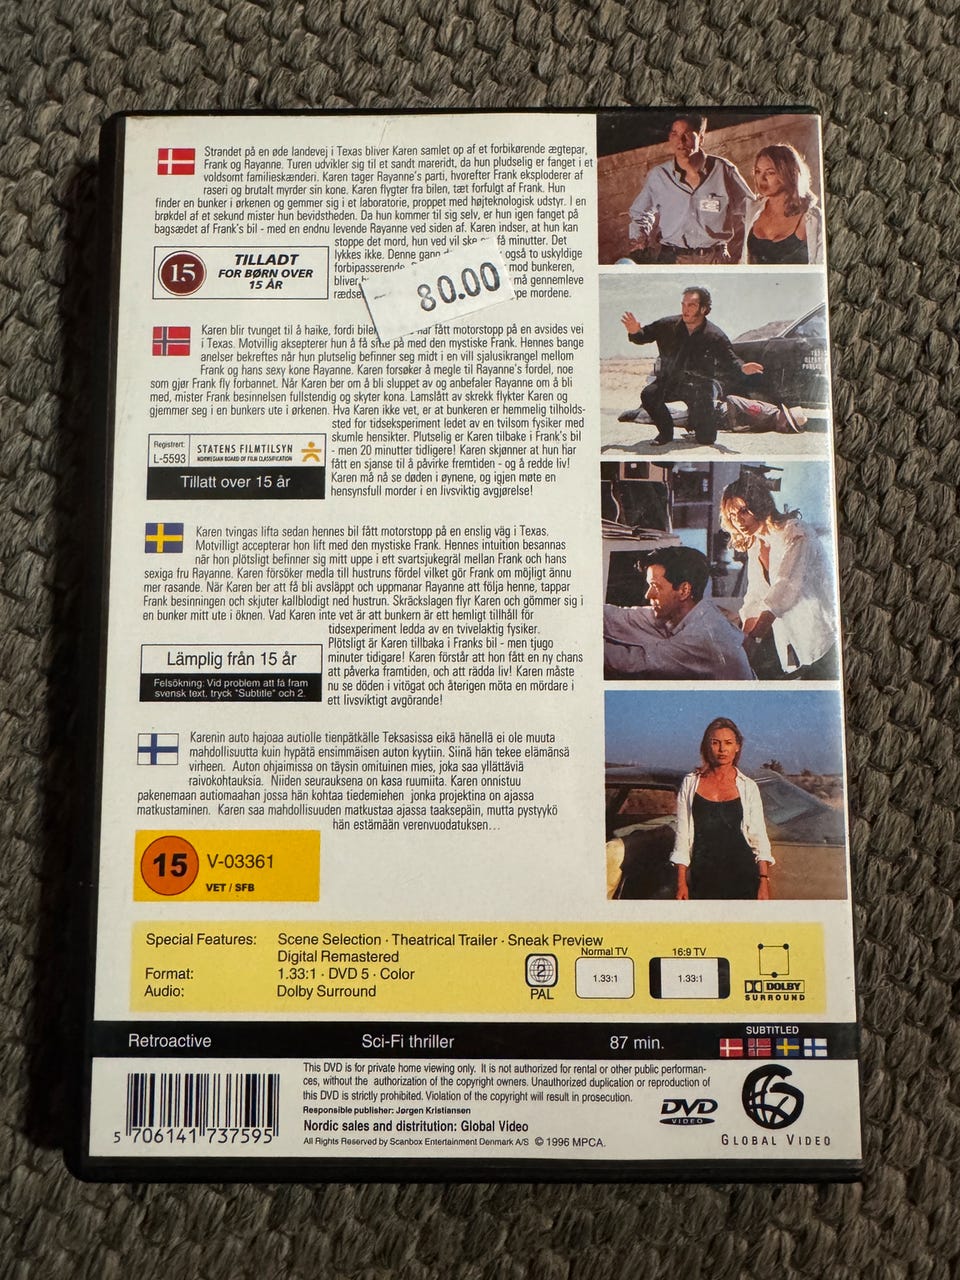 Strandet på en øde landevej i Texas bliver Karen samlet op af et forbikørende ægtepar,
Frank og Rayanne. Turen udvikler sig til et sandt mareridt, da hun pludselig er fanget i et
voldsomt familieskænderi. Karen tager Rayanne's parti, hvorefter Frank eksploderer af
raseri og brutalt myrder sin kone. Karen flygter fra bilen, tæt forfulgt af Frank. Hun
finder en bunker i ørkenen og gemmer sig i et laboratorie, proppet med højteknologisk udstyr. I en
brøkdel af et sekund mister hun bevidstheden. Da hun kommer til sig selv, er hun igen fanget på
bagsædet af Frank's bil - med en endnu levende Rayanne ved siden af. Karen indser, at hun kan
stoppe det mord, hun ved vil ske få minutter. Det
lykkes ikke. Denne gang også to uskyldige
forbipasserende mod bunkeren,
bliver må gennemleve
mordene.
15
TILLADT
FOR BØRN OVER
15 ÅR
80.00
Karen blir tvunget til å haike, fordi har fått motorstopp på en avsides vei
i Texas. Motvillig aksepterer hun å få sitte på med den mystiske Frank. Hennes bange
anelser bekreftes når hun plutselig befinner seg midt i en vill sjalusikrangel mellom
Frank og hans sexy kone Rayanne. Karen forsøker å megle til Rayanne's fordel, noe
som gjør Frank fly forbannet. Når Karen ber om å bli sluppet av og anbefaler Rayanne om å bli
med, mister Frank besinnelsen fullstendig og skyter kona. Lamslått av skrekk flykter Karen og
gjemmer seg i en bunkers ute i ørkenen. Hva Karen ikke vet, er at bunkeren er hemmelig tilholds-
sted for tidseksperiment ledet av en tvilsom fysiker med
skumle hensikter. Plutselig er Karen tilbake i Frank's bil
- men 20 minutter tidligere! Karen skjønner at hun har
fått en sjanse til å påvirke fremtiden - og å redde liv!
Karen må nå se døden i øynene, og igjen møte en
hensynsfull morder i en livsviktig avgjørelse!
Registrert:
L-5593
STATENS FILMTILSYN
NORWEGIAN BOARD OF FILM CLASSIFICATION
Tillatt over 15 år
Karen tvingas lifta sedan hennes bil fått motorstopp på en enslig väg i Texas.
Motvilligt accepterar hon lift med den mystiske Frank. Hennes intuition besannas
när hon plötsligt befinner sig mitt uppe i ett svartsjukegräl mellan Frank och hans
sexiga fru Rayanne. Karen försöker medla till hustruns fördel vilket gör Frank om möjligt ännu
mer rasande. När Karen ber att få bli avsläppt och uppmanar Rayanne att följa henne, tappar
Frank besinningen och skjuter kallblodigt ned hustrun. Skräckslagen flyr Karen och gömmer sig i
en bunker mitt ute i öknen. Vad Karen inte vet är att bunkern är ett hemligt tillhåll för
tidsexperiment ledda av en tvivelaktig fysiker.
Plötsligt är Karen tillbaka i Franks bil - men tjugo
minuter tidigare! Karen förstår att hon fått en ny chans
att påverka framtiden, och att rädda liv! Karen måste
nu se döden i vitögat och återigen möta en mördare i
ett livsviktigt avgörande!
Lämplig från 15 år
Felsökning: Vid problem att få fram
svensk text, tryck "Subtitle" och 2.
Karenin auto hajoaa autiolle tienpätkälle Teksasissa eikä hänellä ole muuta
mahdollisuutta kuin hypätä ensimmäisen auton kyytiin. Siinä hän tekee elämänsä
virheen. Auton ohjaimissa on täysin omituinen mies, joka saa yllättäviä
raivokohtauksia. Niiden seurauksena on kasa ruumiita. Karen onnistuu
pakenemaan automaahan jossa hän kohtaa tiedemiehen jonka projektina on ajassa
matkustaminen. Karen saa mahdollisuuden matkustaa ajassa taaksepäin, mutta pystyykö
hän estämään verenvuodatuksen...
15
V-03361
VET / SFB
Special Features: Scene Selection · Theatrical Trailer · Sneak Preview
Digital Remastered
Format: 1.33:1 · DVD 5 · Color
Audio: Dolby Surround
2
PAL
Normal TV
1.33:1
16:9 TV
1.33:1
DOLBY
SURROUND
Retroactive Sci-Fi thriller 87 min.
SUBTITLED
5 706141 737595
This DVD is for private home viewing only. It is not authorized for rental or other public performan-
ces, without the authorization of the copyright owners. Unauthorized duplication or reproduction of
this DVD is strictly prohibited. Violation of the copyright will result in prosecution.
Responsible publisher: Jørgen Kristiansen
Nordic sales and distribution: Global Video
All Rights Reserved by Scanbox Entertainment Denmark A/S © 1996 MPCA.
DVD
VIDEO
GLOBAL VIDEO